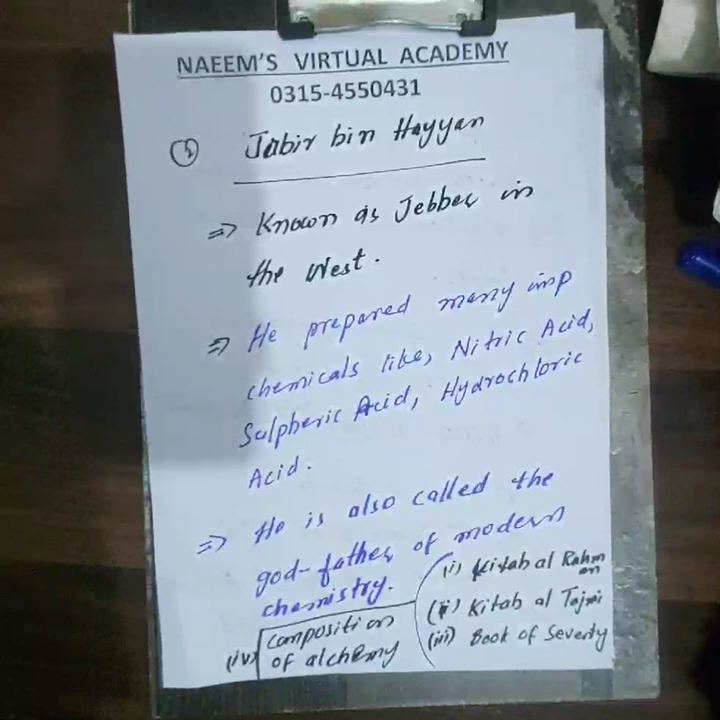 NAEEM'S VIRTUAL ACADEMY
0315-4550431
Jabir bin Hayyan
=> Known as Jebber in
the West.
=> He prepared many imp
chemicals like, Nitric Acid,
Sulpheric Acid, Hydrochloric
Acid.
=> He is also called the
god-father of modern
chemistry.
(i) Kitab al Rahman
(ii) Kitab al Tajmi
(iii) Book of Seventy
(iv) composition
of alchemy